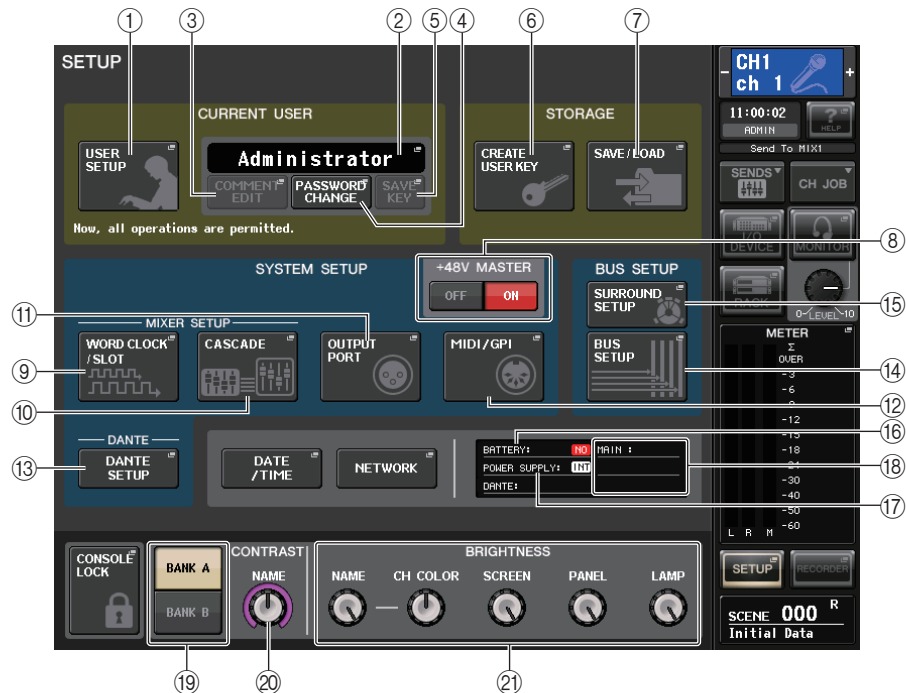 ① ③ ② ⑤ ④ ⑥ ⑦
SETUP
CH1
ch 1
- +
CURRENT USER
STORAGE
11:00:02
ADMIN
?
HELP
USER
SETUP
Administrator
COMMENT
EDIT
PASSWORD
CHANGE
SAVE
KEY
CREATE
USER KEY
SAVE/LOAD
Send To MIX1
SENDS
CH JOB
Now, all operations are permitted.
I/O
DEVICE
MONITOR
⑧
SYSTEM SETUP
+48V MASTER
BUS SETUP
OFF
ON
SURROUND
SETUP
RACK
0 LEVEL 10
⑮
⑪
MIXER SETUP
WORD CLOCK
/SLOT
CASCADE
OUTPUT
PORT
MIDI/GPI
BUS
SETUP
METER
Σ
OVER
-3
-6
-9
-12
-15
-18
-24
-30
-40
-50
-60
L R M
⑨
⑩
⑭
⑫
⑯
DANTE
DANTE
SETUP
DATE
/TIME
NETWORK
BATTERY: NO
POWER SUPPLY: INT
DANTE:
MAIN :
⑬
⑱
⑰
CONSOLE
LOCK
BANK A
BANK B
CONTRAST
NAME
BRIGHTNESS
NAME
CH COLOR
SCREEN
PANEL
LAMP
SETUP
RECORDER
SCENE 000 R
Initial Data
⑲ ⑳ ㉑